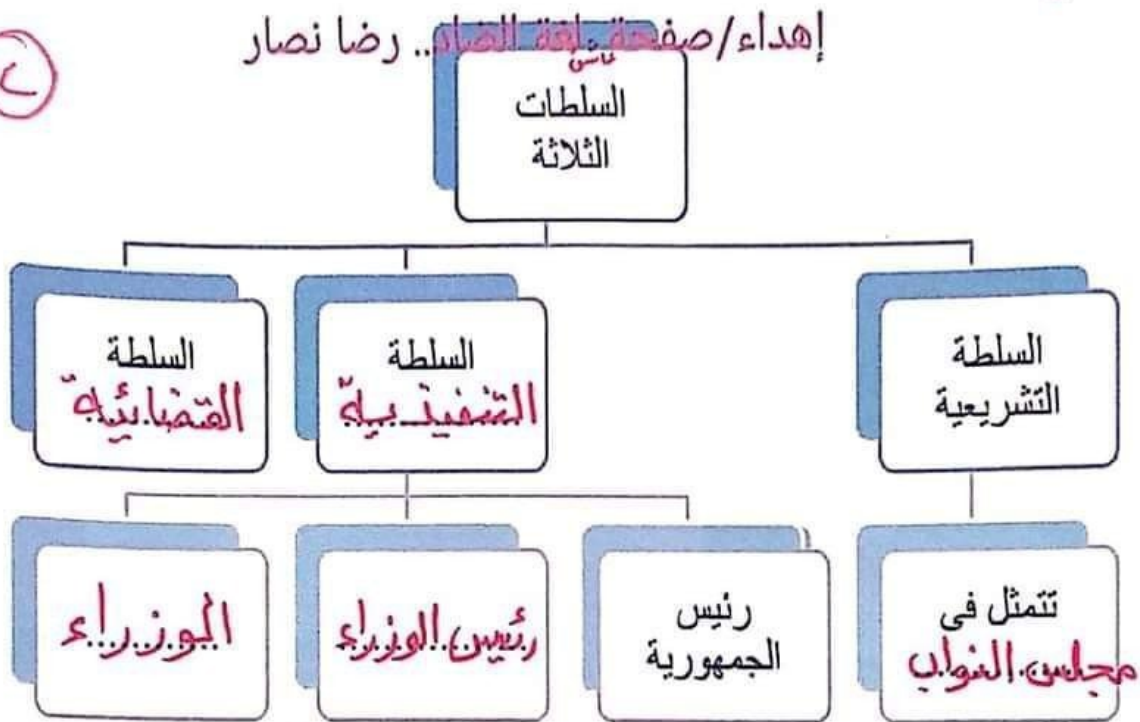 إهداء/صفحة لغة الضاد.. رضا نصار
السلطات
الثلاثة
السلطة
التشريعية
السلطة
التنفيذية
السلطة
القضائية
تتمثل فى
مجلس النواب
رئيس
الجمهورية
رئيس الوزراء
الوزراء